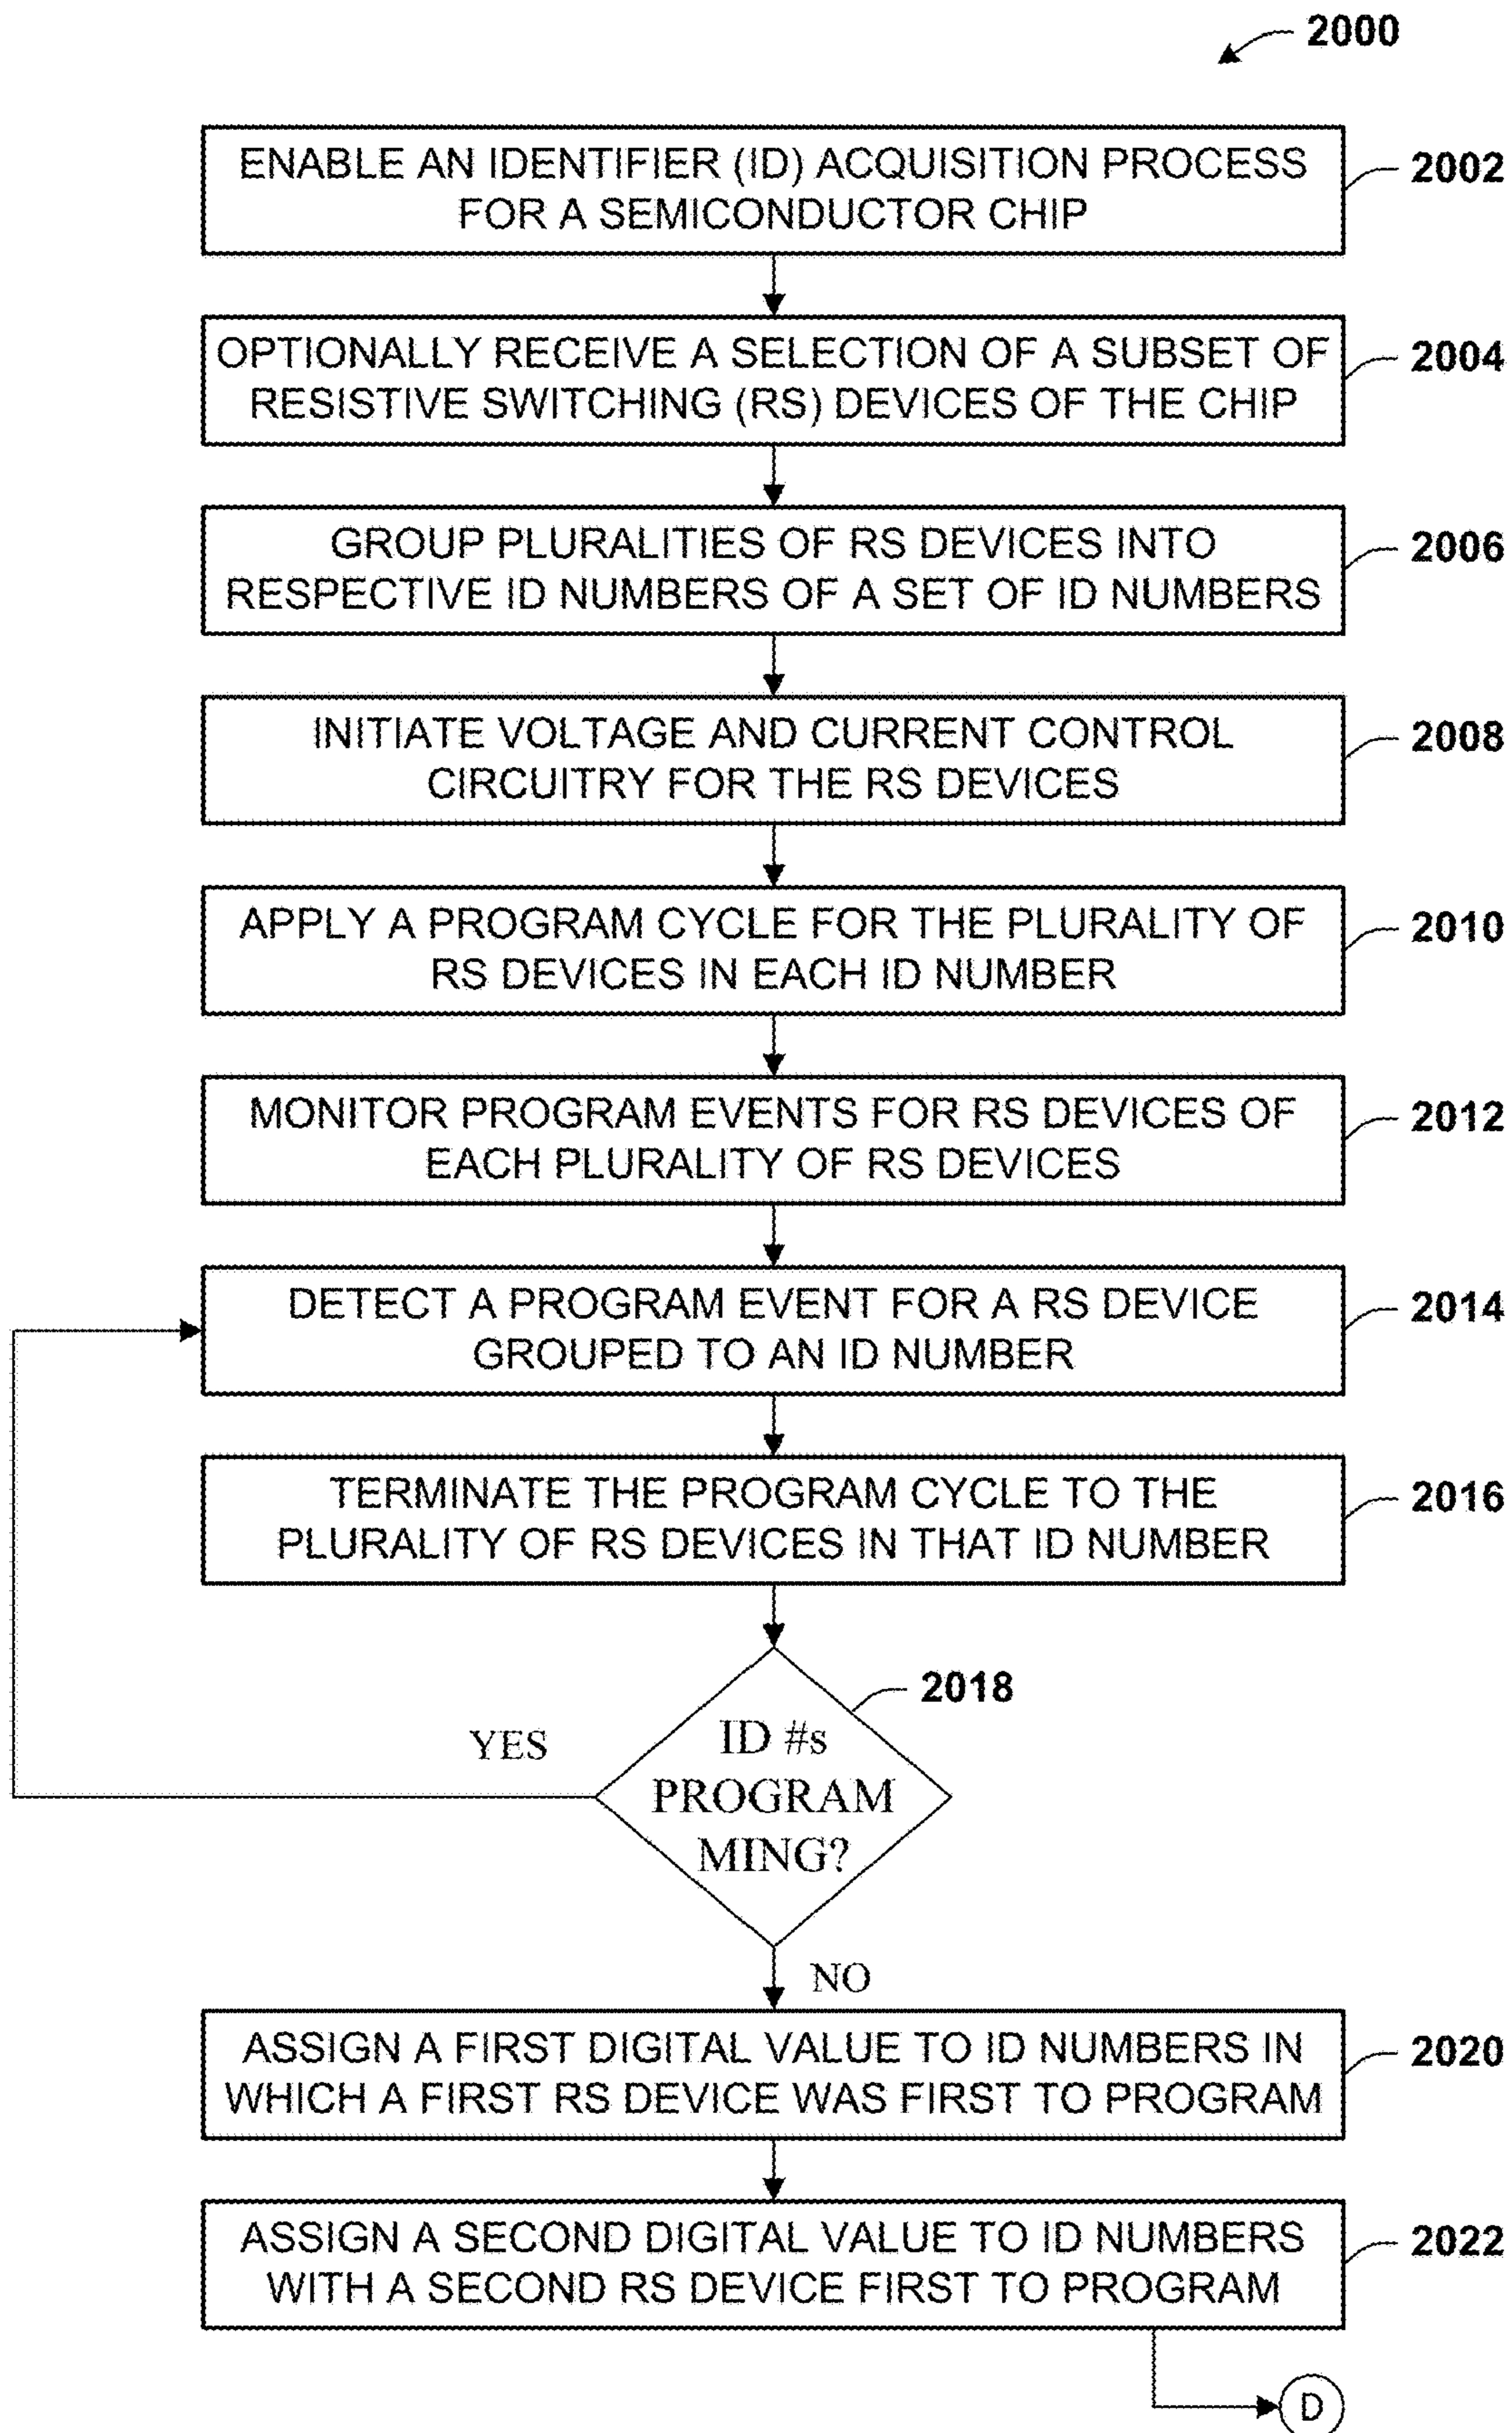 2000
ENABLE AN IDENTIFIER (ID) ACQUISITION PROCESS
FOR A SEMICONDUCTOR CHIP
2002
OPTIONALLY RECEIVE A SELECTION OF A SUBSET OF
RESISTIVE SWITCHING (RS) DEVICES OF THE CHIP
2004
GROUP PLURALITIES OF RS DEVICES INTO
RESPECTIVE ID NUMBERS OF A SET OF ID NUMBERS
2006
INITIATE VOLTAGE AND CURRENT CONTROL
CIRCUITRY FOR THE RS DEVICES
2008
APPLY A PROGRAM CYCLE FOR THE PLURALITY OF
RS DEVICES IN EACH ID NUMBER
2010
MONITOR PROGRAM EVENTS FOR RS DEVICES OF
EACH PLURALITY OF RS DEVICES
2012
DETECT A PROGRAM EVENT FOR A RS DEVICE
GROUPED TO AN ID NUMBER
2014
TERMINATE THE PROGRAM CYCLE TO THE
PLURALITY OF RS DEVICES IN THAT ID NUMBER
2016
2018
YES
ID #s
PROGRAM
MING?
NO
ASSIGN A FIRST DIGITAL VALUE TO ID NUMBERS IN
WHICH A FIRST RS DEVICE WAS FIRST TO PROGRAM
2020
ASSIGN A SECOND DIGITAL VALUE TO ID NUMBERS
WITH A SECOND RS DEVICE FIRST TO PROGRAM
2022
D